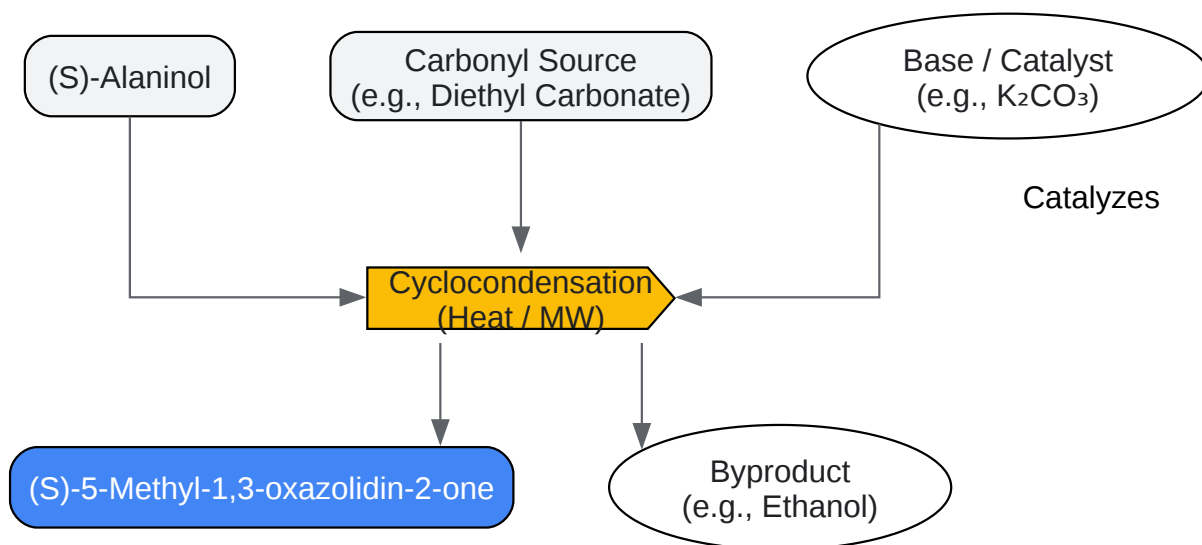 (S)-Alaninol
Carbonyl Source
(e.g., Diethyl Carbonate)
Base / Catalyst
(e.g., K₂CO₃)
Catalyzes
Cyclocondensation
(Heat / MW)
(S)-5-Methyl-1,3-oxazolidin-2-one
Byproduct
(e.g., Ethanol)